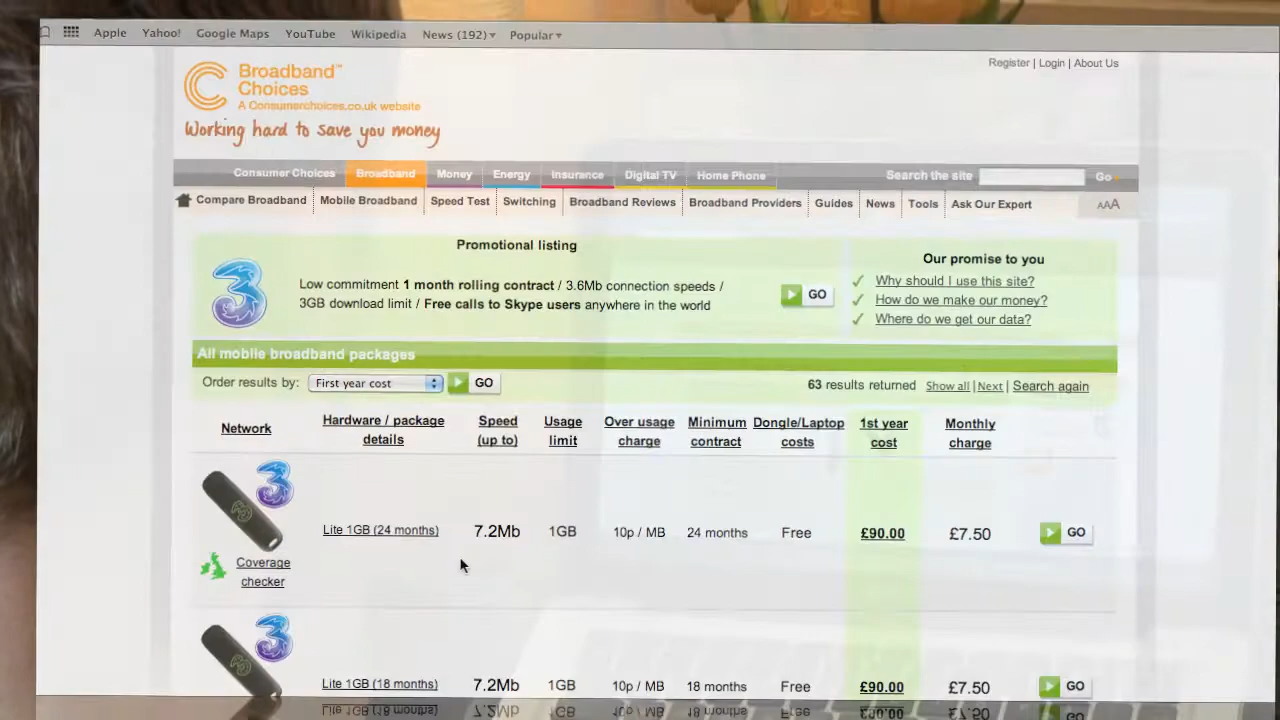 Apple Yahoo! Google Maps YouTube Wikipedia News (192) Popular
Broadband™
Choices
A Consumerchoices.co.uk website
Working hard to save you money
Register | Login | About Us
Consumer Choices Broadband Money Energy Insurance Digital TV Home Phone Search the site Go
Compare Broadband Mobile Broadband Speed Test Switching Broadband Reviews Broadband Providers Guides News Tools Ask Our Expert AAA
Promotional listing
3
Low commitment 1 month rolling contract / 3.6Mb connection speeds /
3GB download limit / Free calls to Skype users anywhere in the world
GO
Our promise to you
Why should I use this site?
How do we make our money?
Where do we get our data?
All mobile broadband packages
Order results by: First year cost GO 63 results returned Show all | Next | Search again
Network Hardware / package details Speed (up to) Usage limit Over usage charge Minimum contract Dongle/Laptop costs 1st year cost Monthly charge
3
Lite 1GB (24 months) 7.2Mb 1GB 10p / MB 24 months Free £90.00 £7.50 GO
Coverage
checker
3
Lite 1GB (18 months) 7.2Mb 1GB 10p / MB 18 months Free £90.00 £7.50 GO